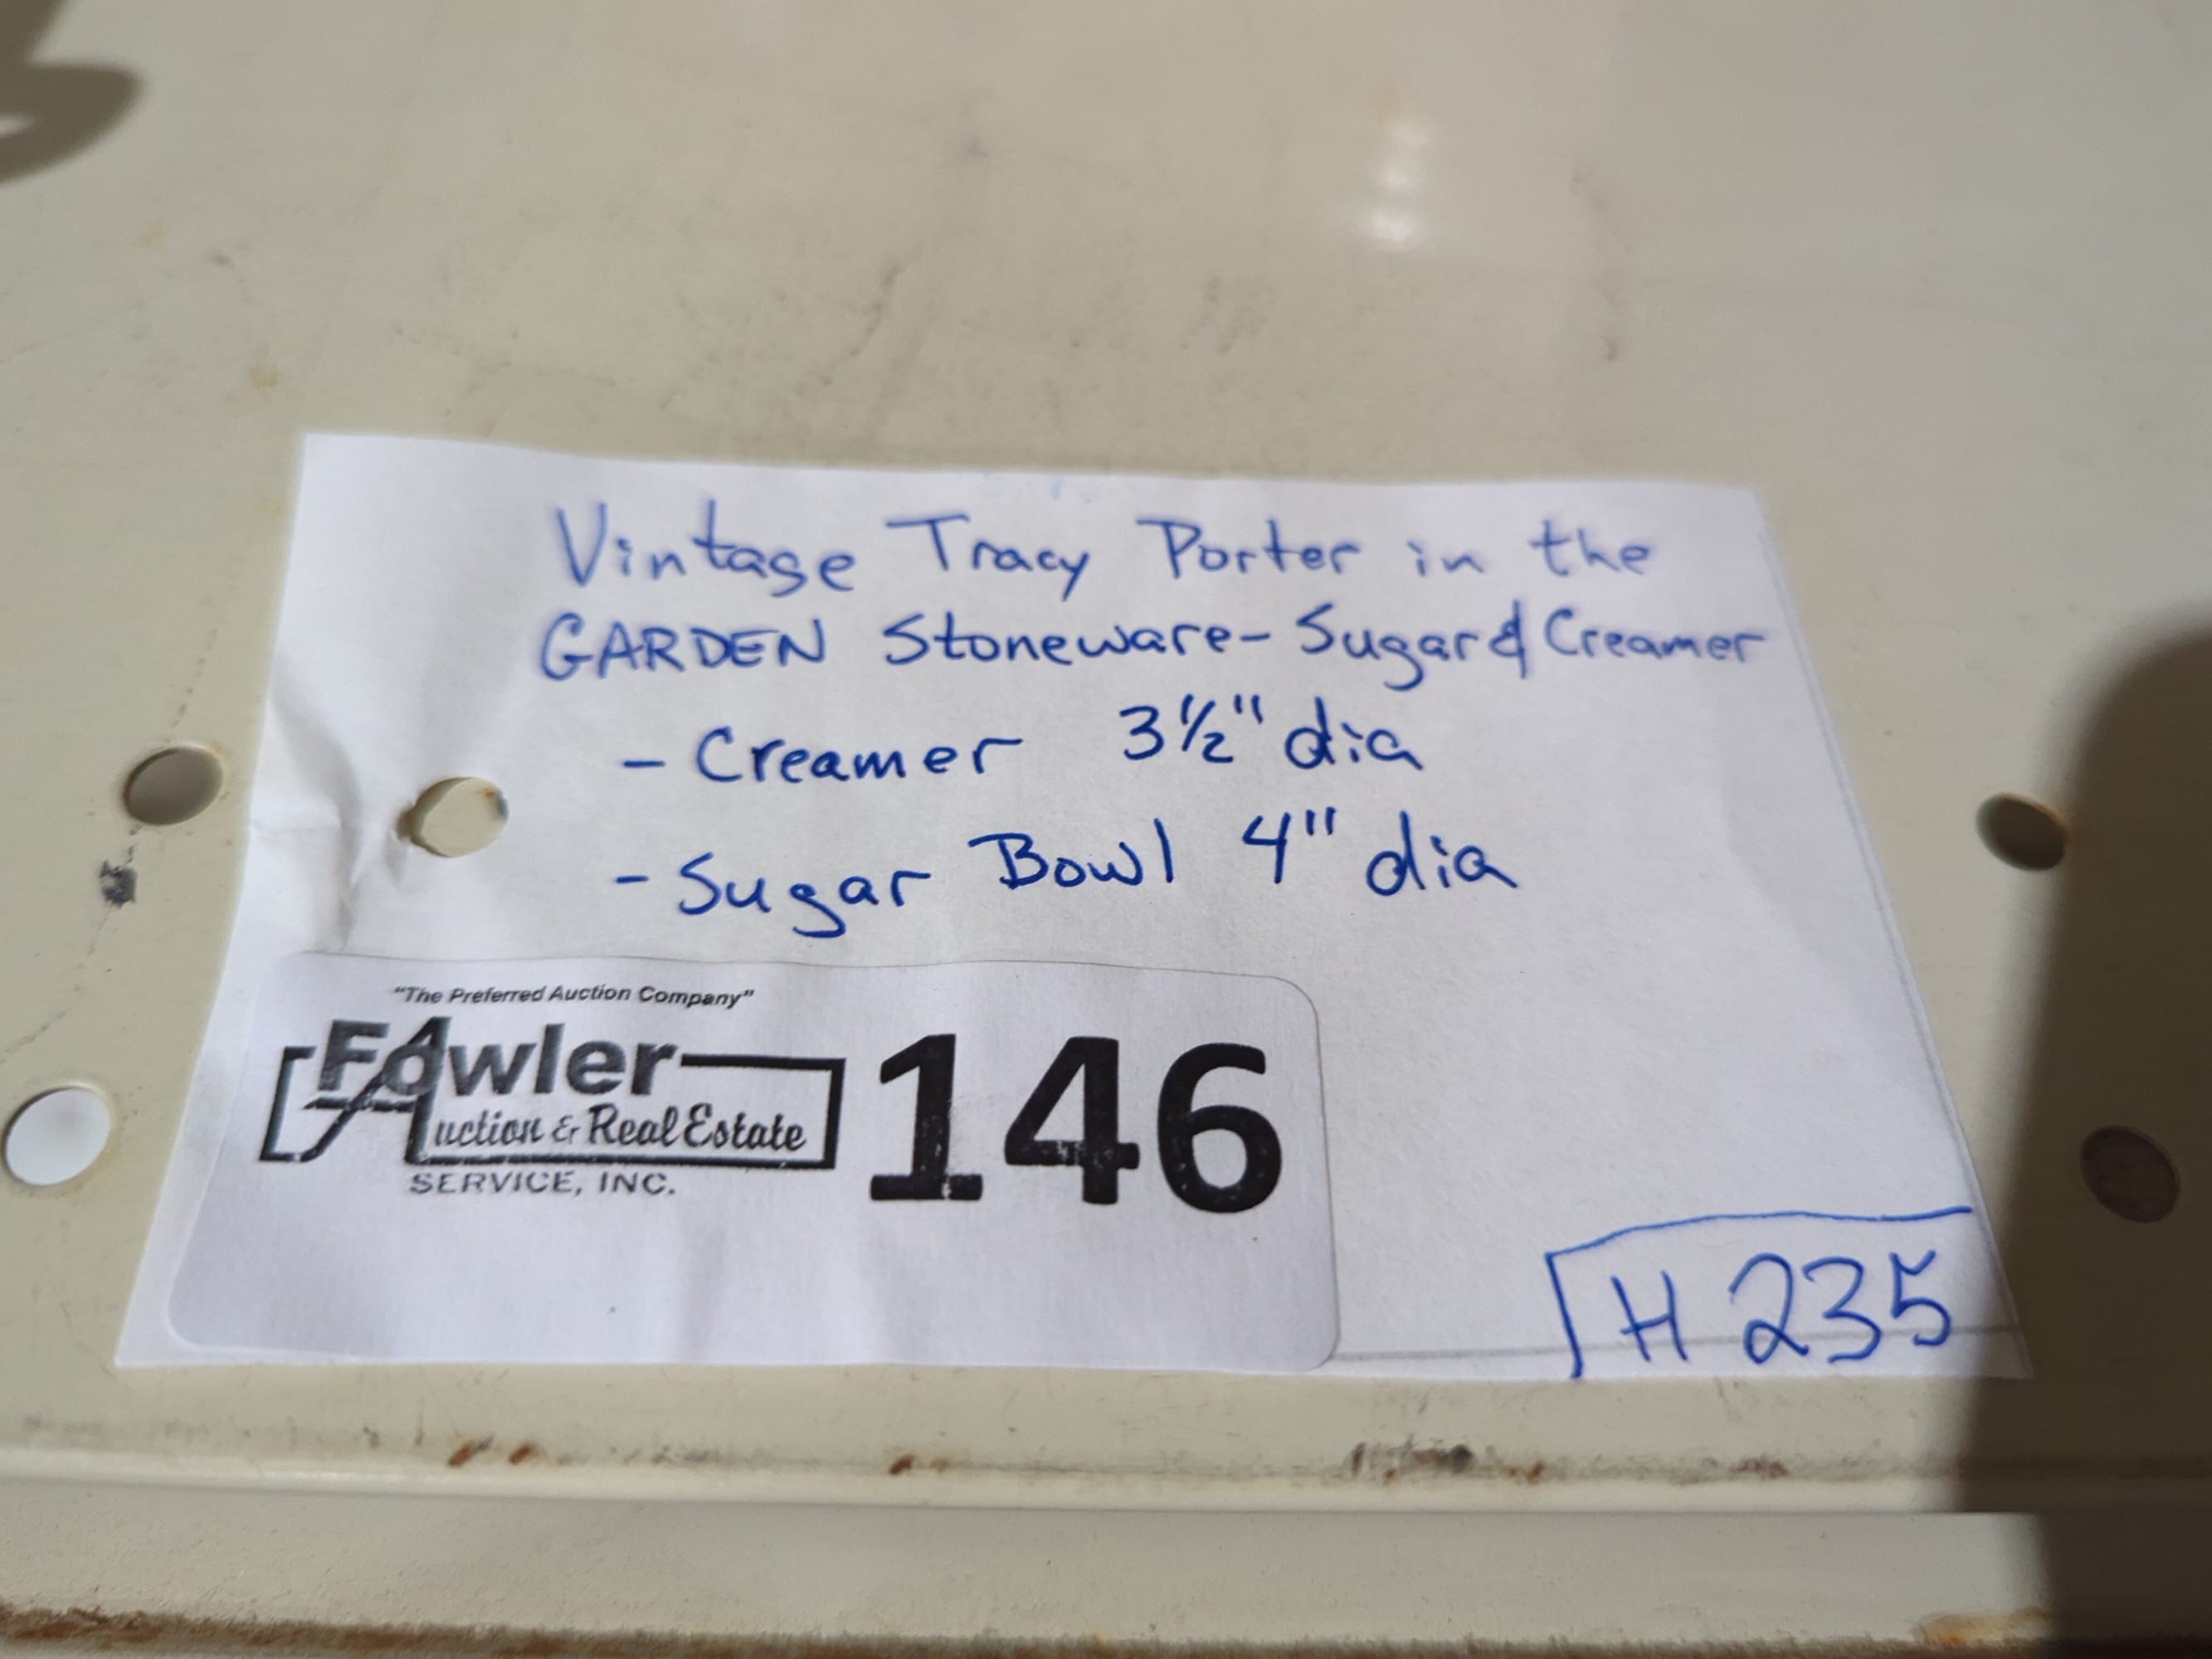 Vintage Tracy Porter in the
GARDEN Stoneware - Sugar & Creamer
- Creamer 3½" dia
- Sugar Bowl 4" dia
"The Preferred Auction Company"
Fowler
Auction & Real Estate
SERVICE, INC.
146
H 235